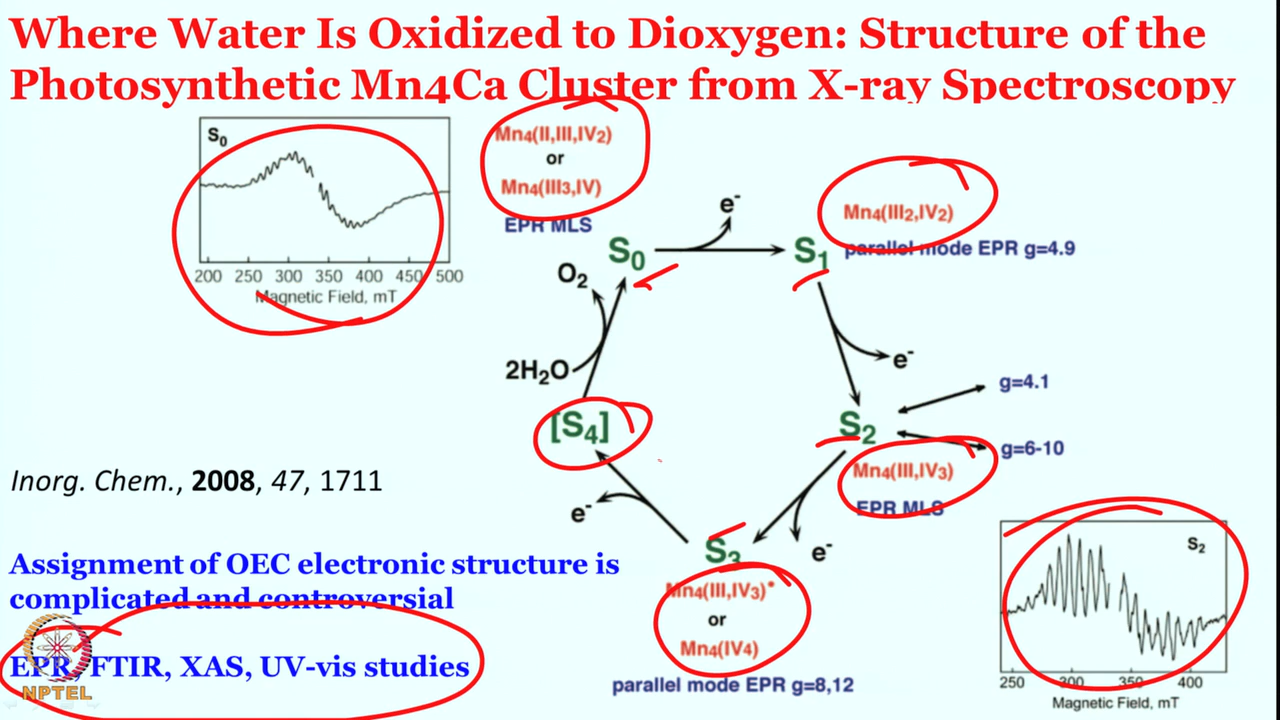 Where Water Is Oxidized to Dioxygen: Structure of the
Photosynthetic Mn4Ca Cluster from X-ray Spectroscopy
S0
200 250 300 350 400 450 500
Magnetic Field, mT
Mn4(II,III,IV2)
or
Mn4(III3,IV)
EPR MLS
S0
e-
S1
Mn4(III2,IV2)
parallel mode EPR g=4.9
O2
2H2O
e-
g=4.1
[S4]
S2
g=6-10
Mn4(III,IV3)
EPR MLS
Inorg. Chem., 2008, 47, 1711
e-
S3
e-
Mn4(III,IV3)*
or
Mn4(IV4)
parallel mode EPR g=8,12
S2
250 300 350 400
Magnetic Field, mT
Assignment of OEC electronic structure is
complicated and controversial
EPR, FTIR, XAS, UV-vis studies
NPTEL